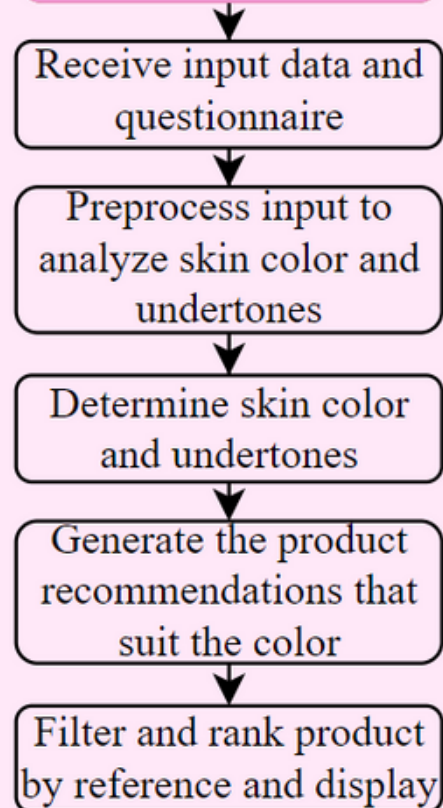 Receive input data and
questionnaire
Preprocess input to
analyze skin color and
undertones
Determine skin color
and undertones
Generate the product
recommendations that
suit the color
Filter and rank product
by reference and display